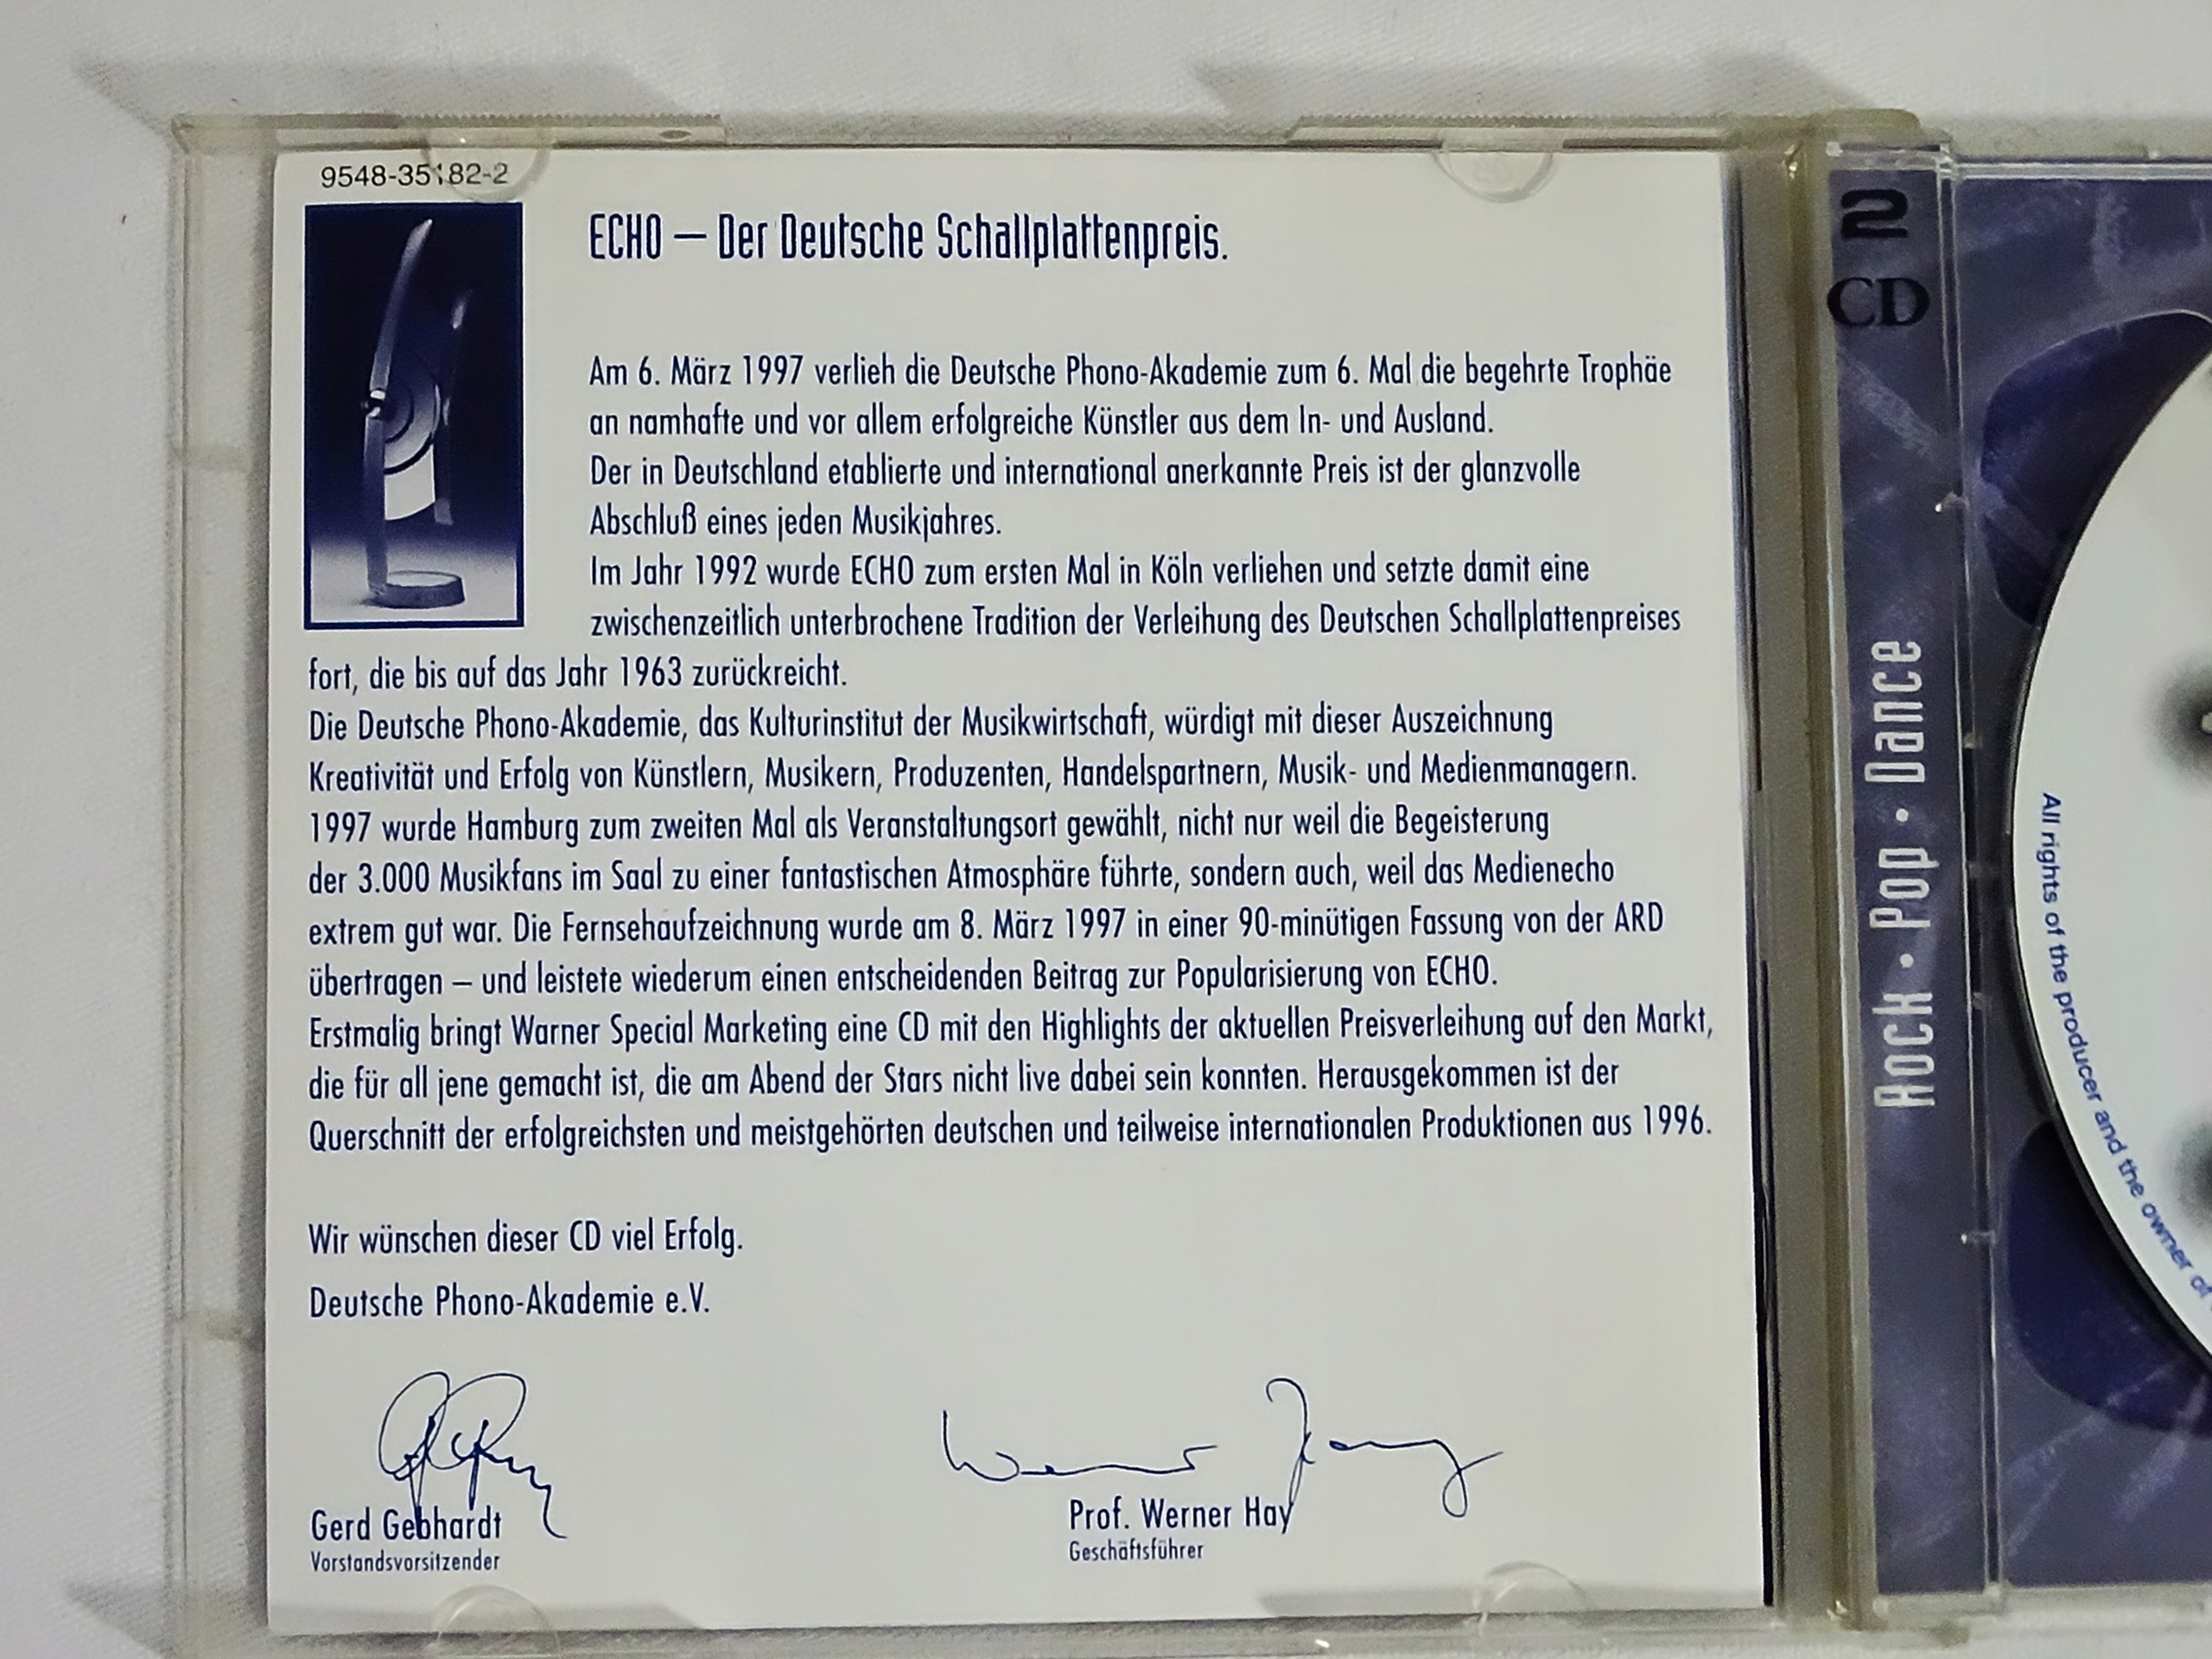 9548-35182-2
ECHO – Der Deutsche Schallplattenpreis.
Am 6. März 1997 verlieh die Deutsche Phono-Akademie zum 6. Mal die begehrte Trophäe
an namhafte und vor allem erfolgreiche Künstler aus dem In- und Ausland.
Der in Deutschland etablierte und international anerkannte Preis ist der glanzvolle
Abschluß eines jeden Musikjahres.
Im Jahr 1992 wurde ECHO zum ersten Mal in Köln verliehen und setzte damit eine
zwischenzeitlich unterbrochene Tradition der Verleihung des Deutschen Schallplattenpreises
fort, die bis auf das Jahr 1963 zurückreicht.
Die Deutsche Phono-Akademie, das Kulturinstitut der Musikwirtschaft, würdigt mit dieser Auszeichnung
Kreativität und Erfolg von Künstlern, Musikern, Produzenten, Handelspartnern, Musik- und Medienmanagern.
1997 wurde Hamburg zum zweiten Mal als Veranstaltungsort gewählt, nicht nur weil die Begeisterung
der 3.000 Musikfans im Saal zu einer fantastischen Atmosphäre führte, sondern auch, weil das Medienecho
extrem gut war. Die Fernsehaufzeichnung wurde am 8. März 1997 in einer 90-minütigen Fassung von der ARD
übertragen – und leistete wiederum einen entscheidenden Beitrag zur Popularisierung von ECHO.
Erstmalig bringt Warner Special Marketing eine CD mit den Highlights der aktuellen Preisverleihung auf den Markt,
die für all jene gemacht ist, die am Abend der Stars nicht live dabei sein konnten. Herausgekommen ist der
Querschnitt der erfolgreichsten und meistgehörten deutschen und teilweise internationalen Produktionen aus 1996.
Wir wünschen dieser CD viel Erfolg.
Deutsche Phono-Akademie e.V.
Gerd Gebhardt
Vorstandsvorsitzender
Werner Hay
Prof. Werner Hay
Geschäftsführer
2
CD
Rock • Pop • Dance
All rights of the producer and the owner of